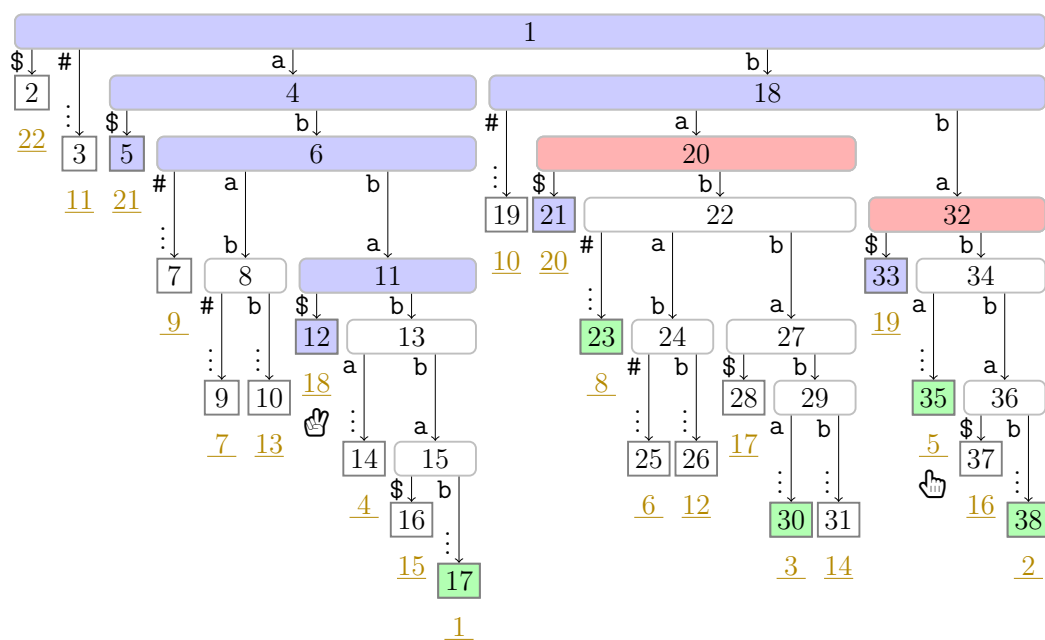 1
$ # a b
2 4 18
22 ⋮ $ b # a b
3 5 6 20
11 21 # a b ⋮ $ b a
⋮ b a 19 21 22 32
10 20 # a b $ b
7 8 11 33 34
9 # b $ b ⋮ b a 19 a b
⋮ ⋮ 12 13 23 24 27 ⋮ a
18 a b 8 # b $ b
9 10 28 29 35 36
7 13 ⋮ a ⋮ ⋮ 17 a b 5 $ b
14 15 25 26 37
4 $ b 6 12 ⋮ ⋮ 16 ⋮
16 30 31 38
15 ⋮ 3 14 2
17
1